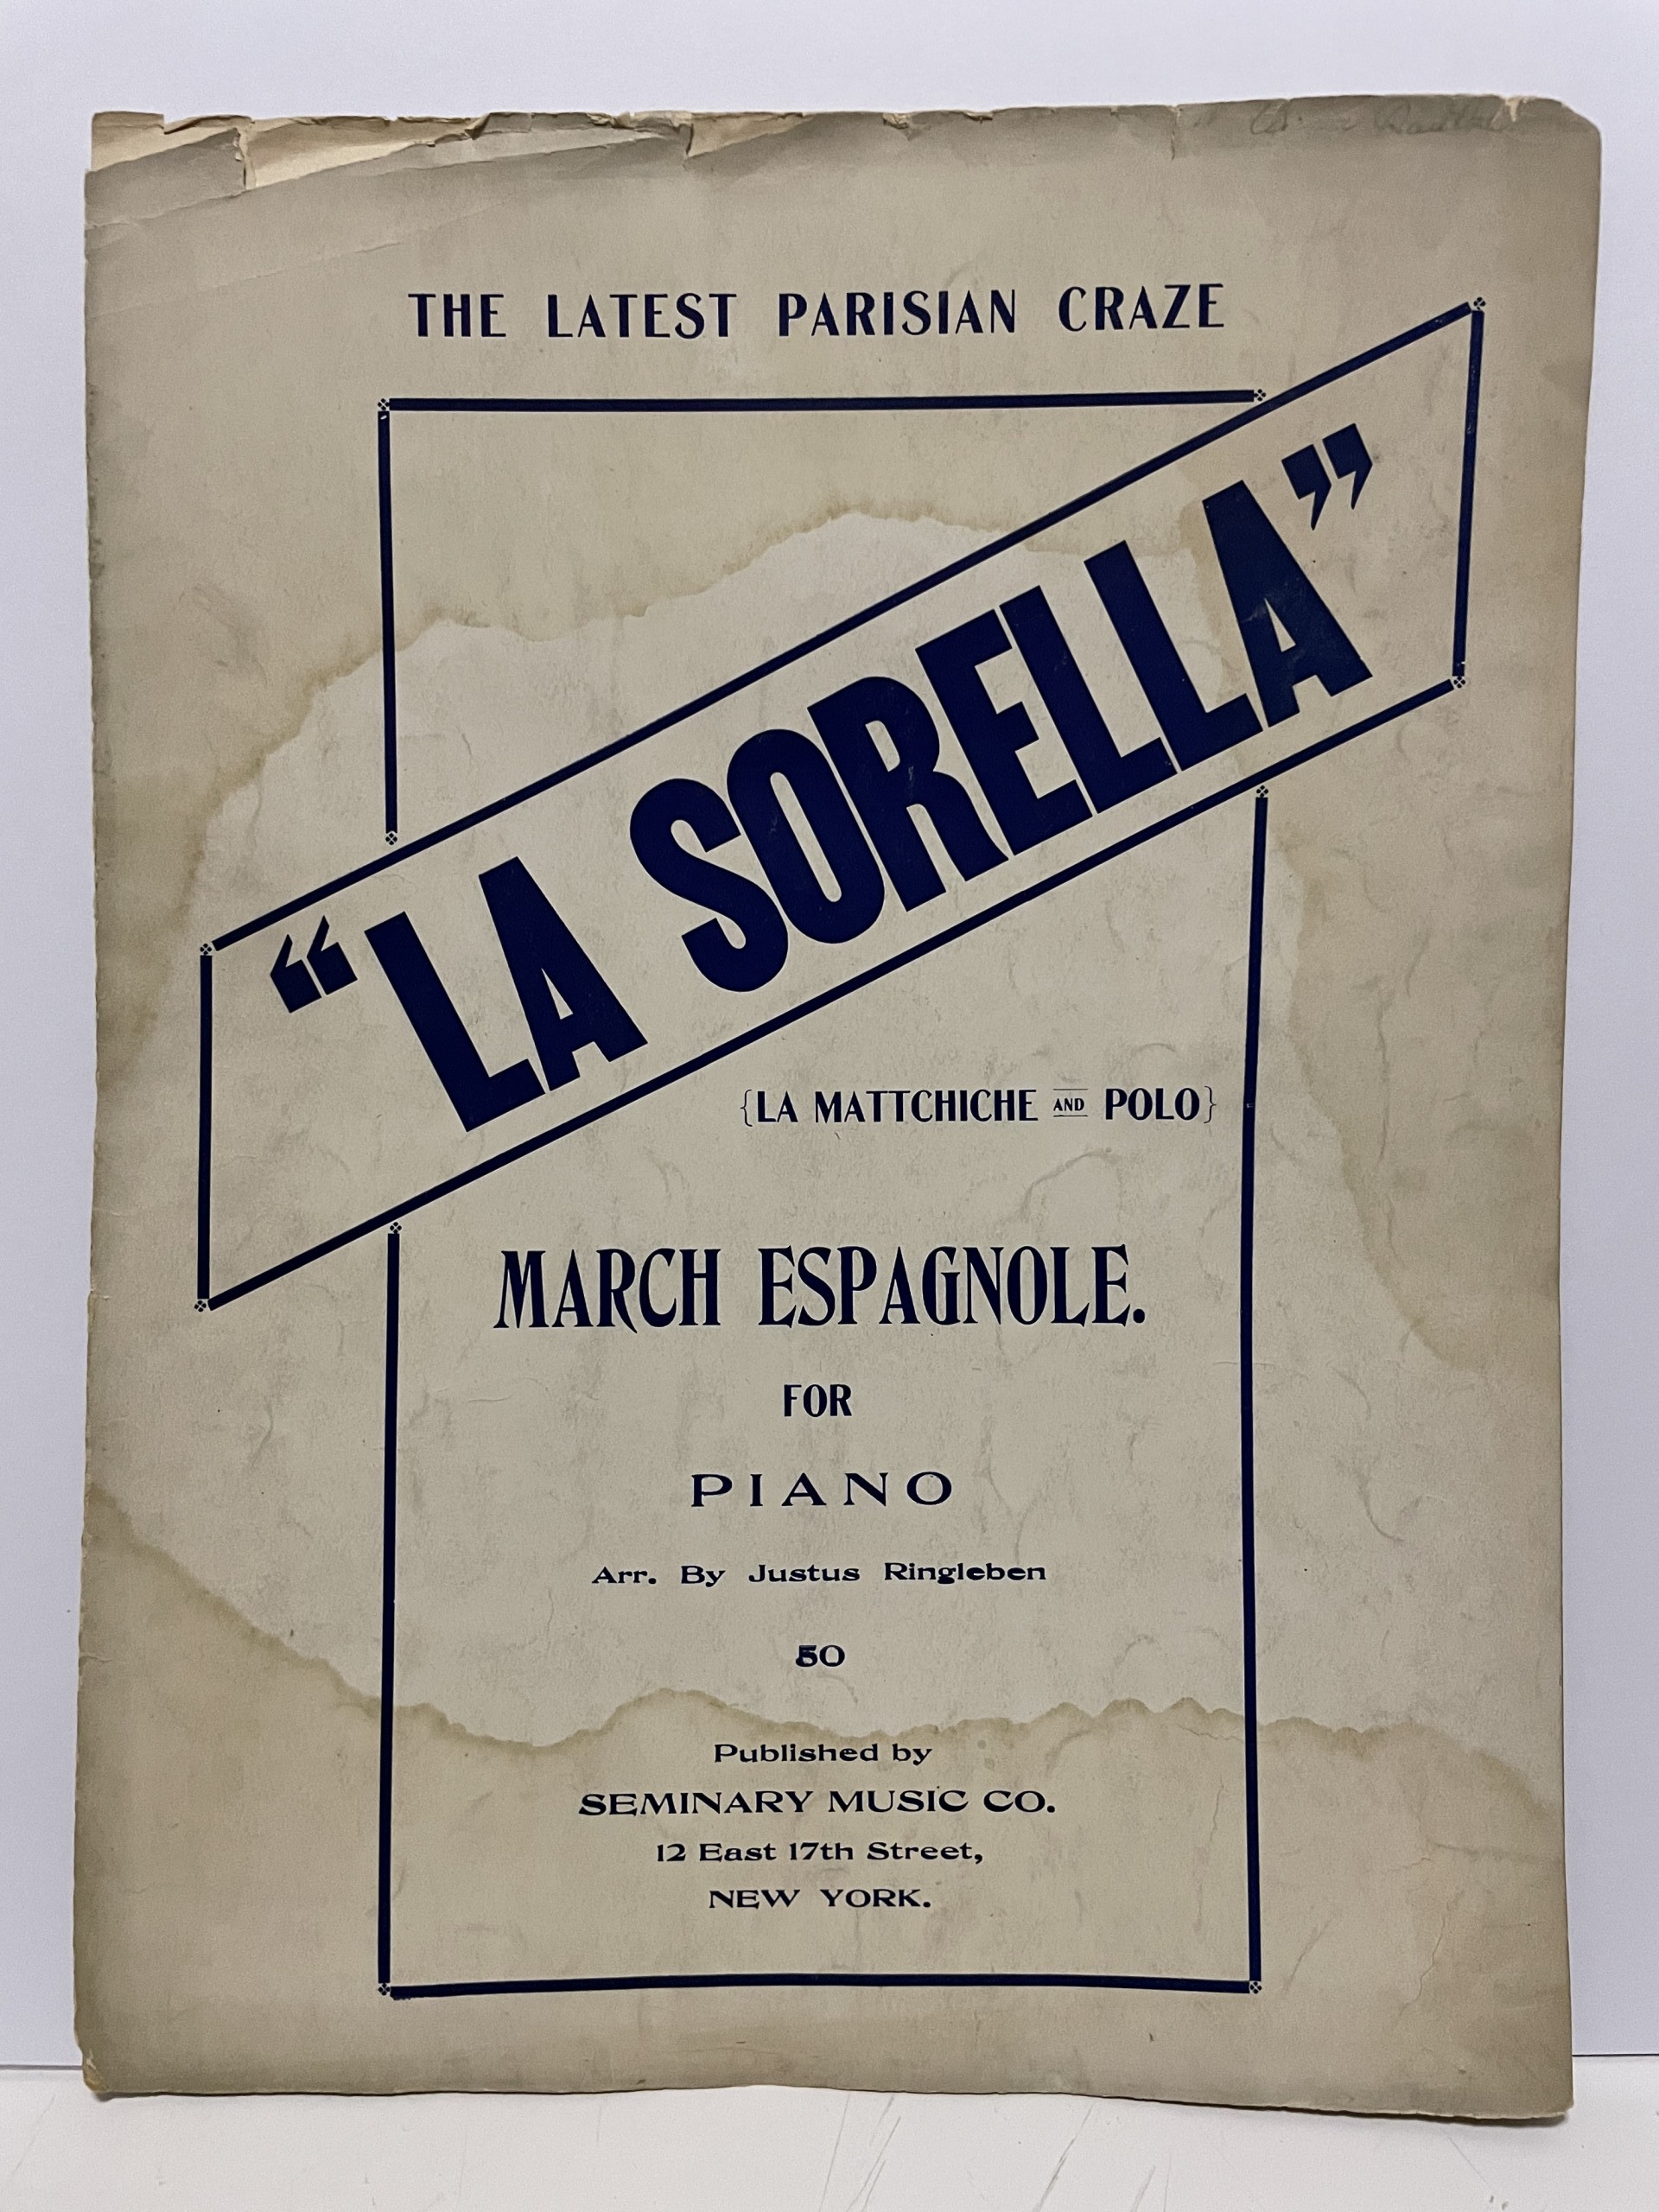 THE LATEST PARISIAN CRAZE
“LA SORELLA”
{LA MATTCHICHE AND POLO}
MARCH ESPAGNOLE.
FOR
PIANO
Arr. By Justus Ringleben
50
Published by
SEMINARY MUSIC CO.
12 East 17th Street,
NEW YORK.